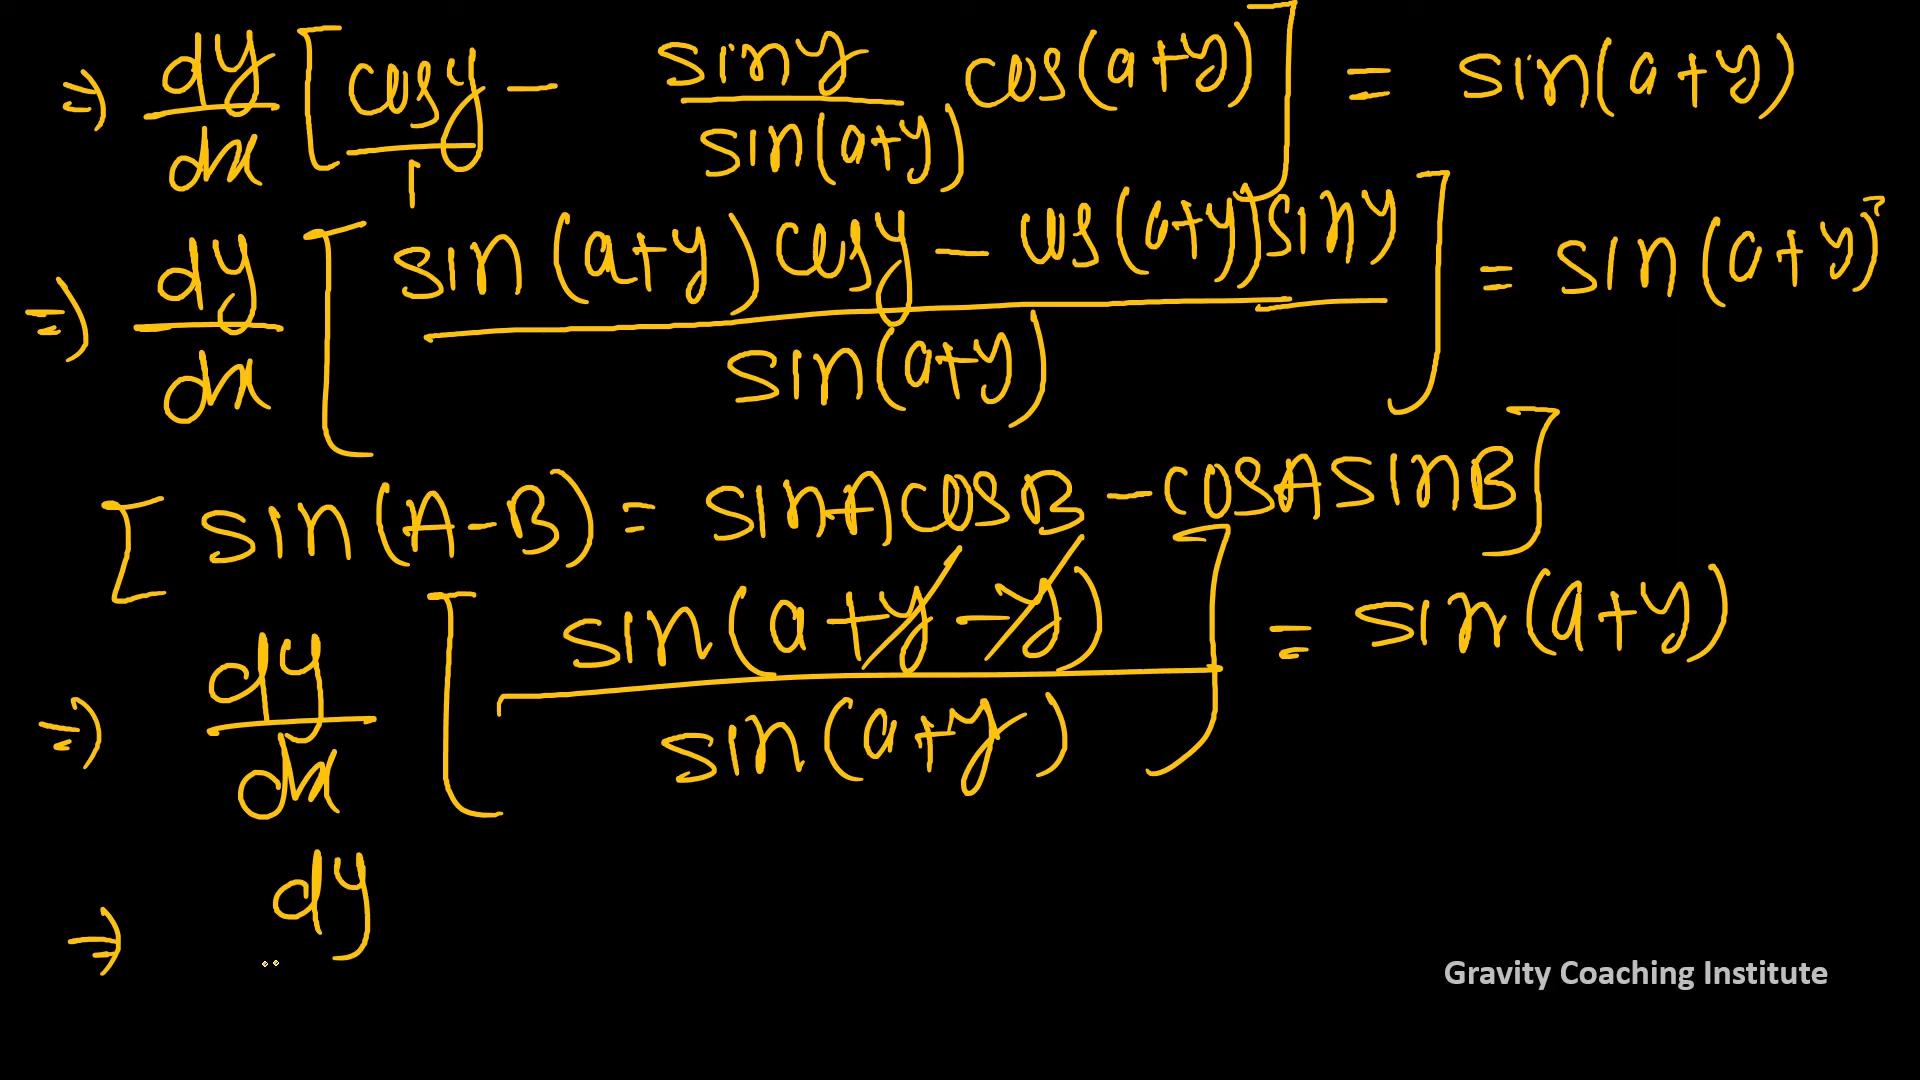 ⇒ dy/dx [cosy/1 - siny/sin(a+y) cos(a+y)] = sin(a+y)
⇒ dy/dx [sin(a+y)cosy - cos(a+y)siny / sin(a+y)] = sin(a+y)
[sin(A-B) = sinAcosB - cosAsinB]
⇒ dy/dx [sin(a+y-y) / sin(a+y)] = sin(a+y)
⇒ dy
Gravity Coaching Institute